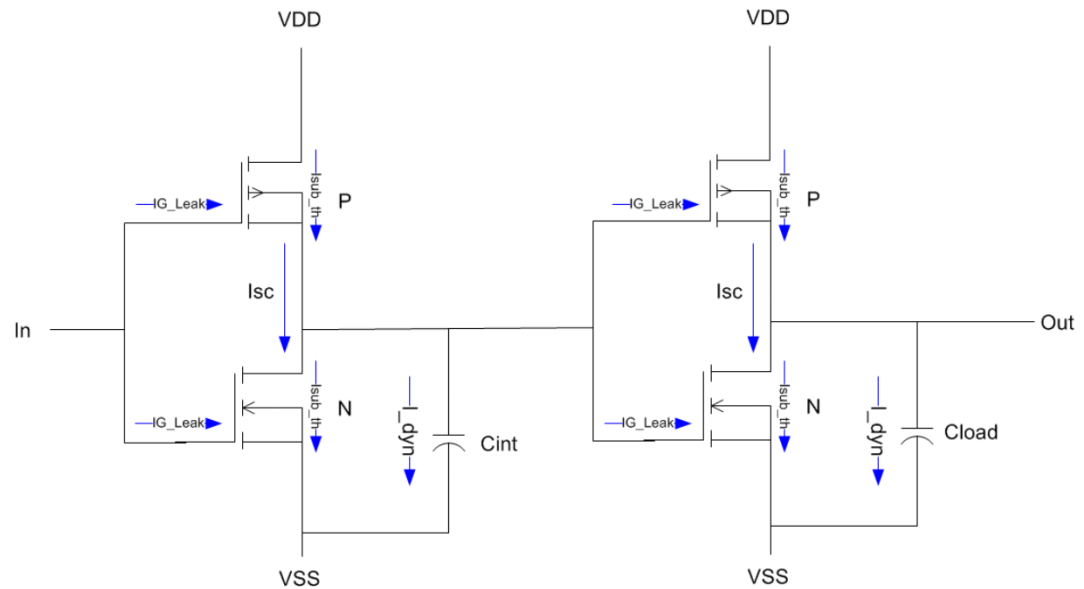 VDD
VDD
IG_Leak
Isub_th
P
IG_Leak
Isub_th
P
Isc
Isc
In
Out
IG_Leak
Isub_th
N
I_dyn
Cint
IG_Leak
Isub_th
N
I_dyn
Cload
VSS
VSS